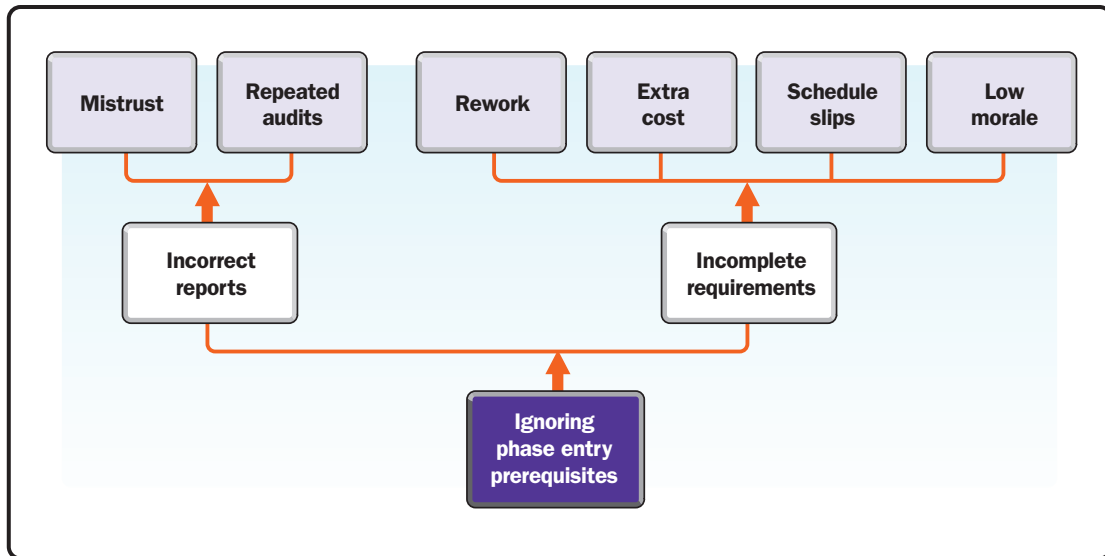 Mistrust
Repeated
audits
Rework
Extra
cost
Schedule
slips
Low
morale
Incorrect
reports
Incomplete
requirements
Ignoring
phase entry
prerequisites